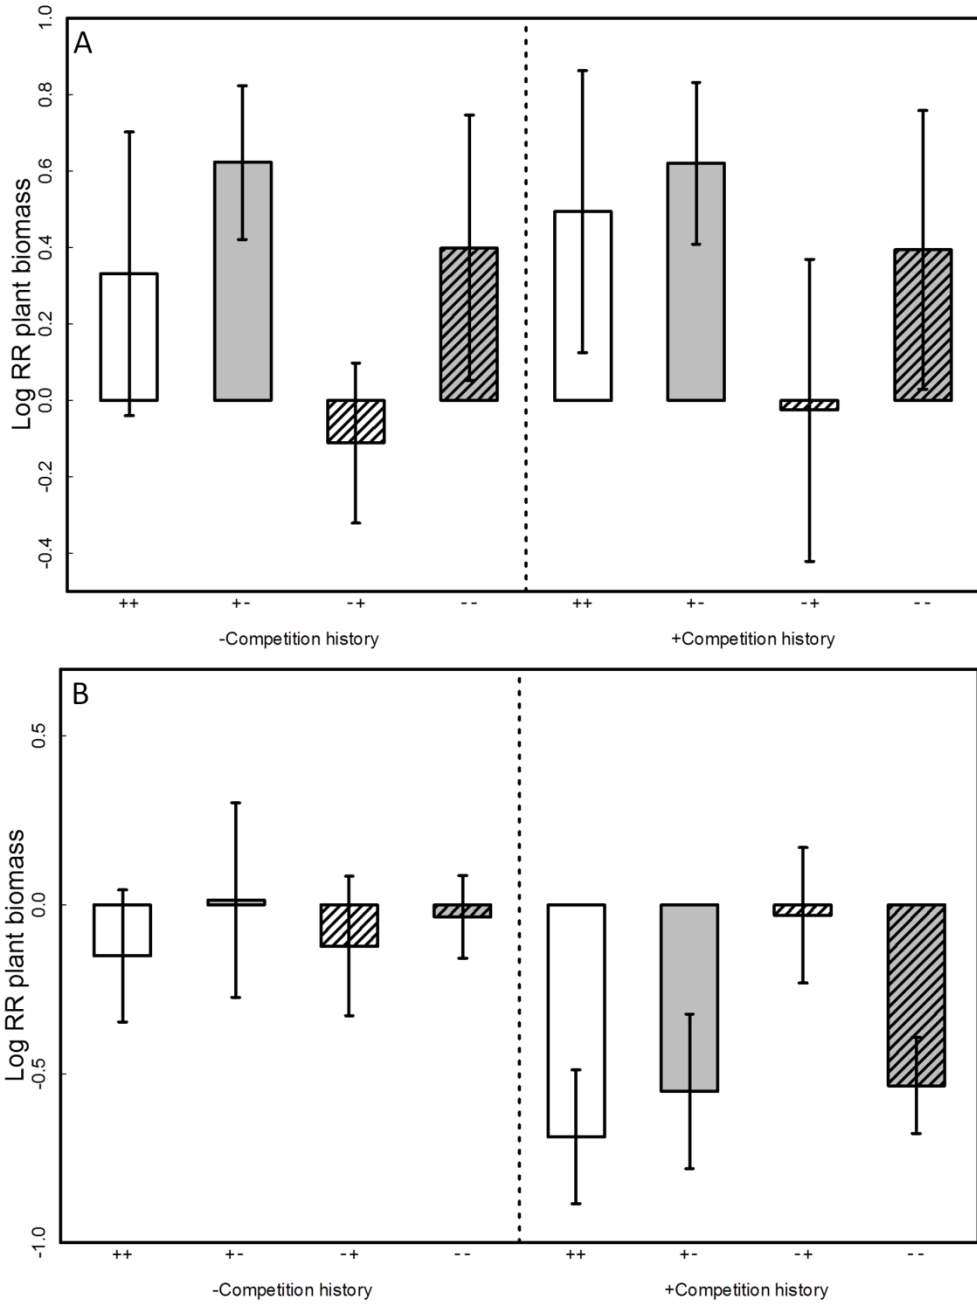 A
Log RR plant biomass
1.0
0.8
0.6
0.4
0.2
0.0
-0.2
-0.4
++ +- -+ -- ++ +- -+ --
-Competition history +Competition history
B
Log RR plant biomass
0.5
0.0
-0.5
-1.0
++ +- -+ -- ++ +- -+ --
-Competition history +Competition history